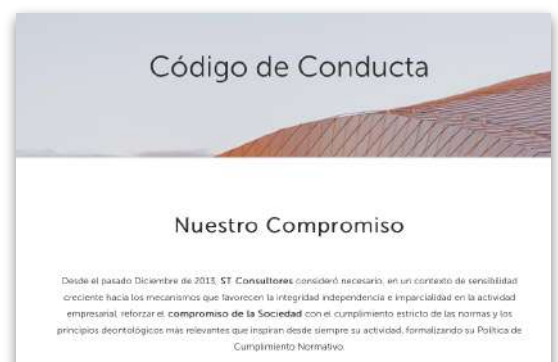 Código de Conducta
Nuestro Compromiso
Desde el pasado Diciembre de 2013, ST Consultores consideró necesario, en un contexto de sensibilidad
creciente hacia los mecanismos que favorecen la integridad independencia e imparcialidad en la actividad
empresarial, reforzar el compromiso de la Sociedad con el cumplimiento estricto de las normas y los
principios deontológicos más relevantes que inspiran desde siempre su actividad, formalizando su Política de
Cumplimiento Normativo.